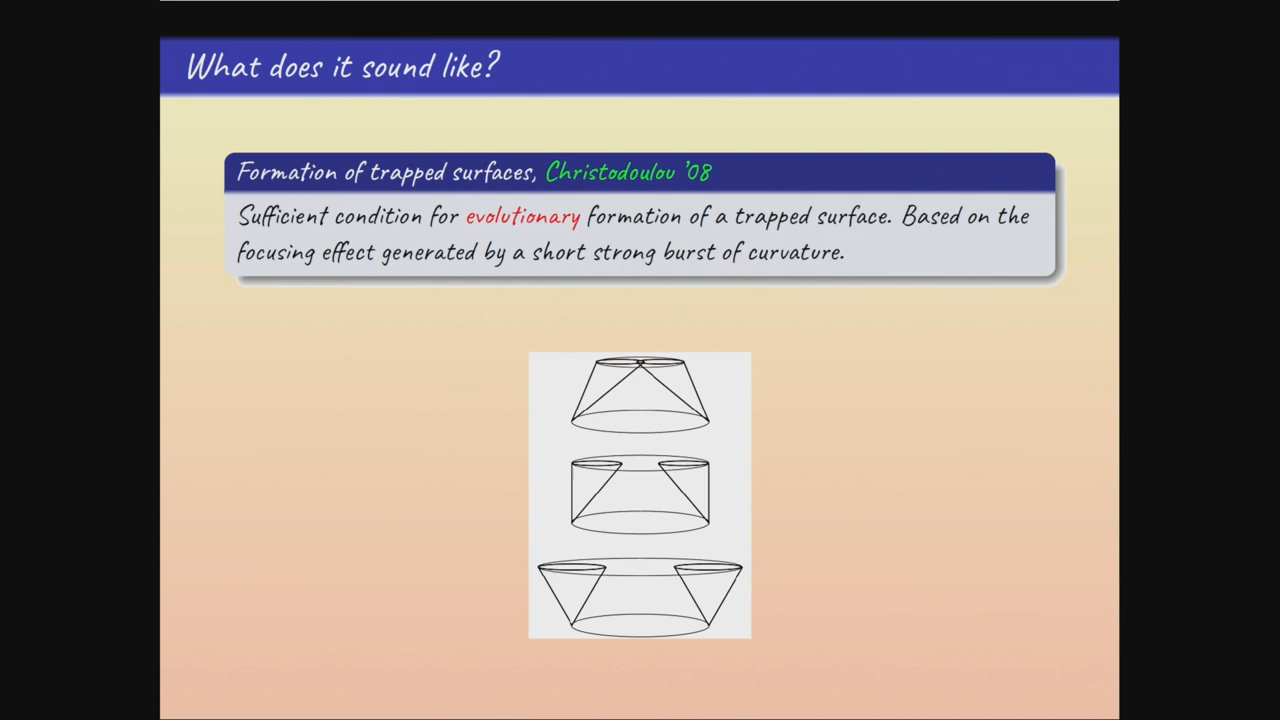 What does it sound like?
Formation of trapped surfaces, Christodoulou '08
Sufficient condition for evolutionary formation of a trapped surface. Based on the
focusing effect generated by a short strong burst of curvature.